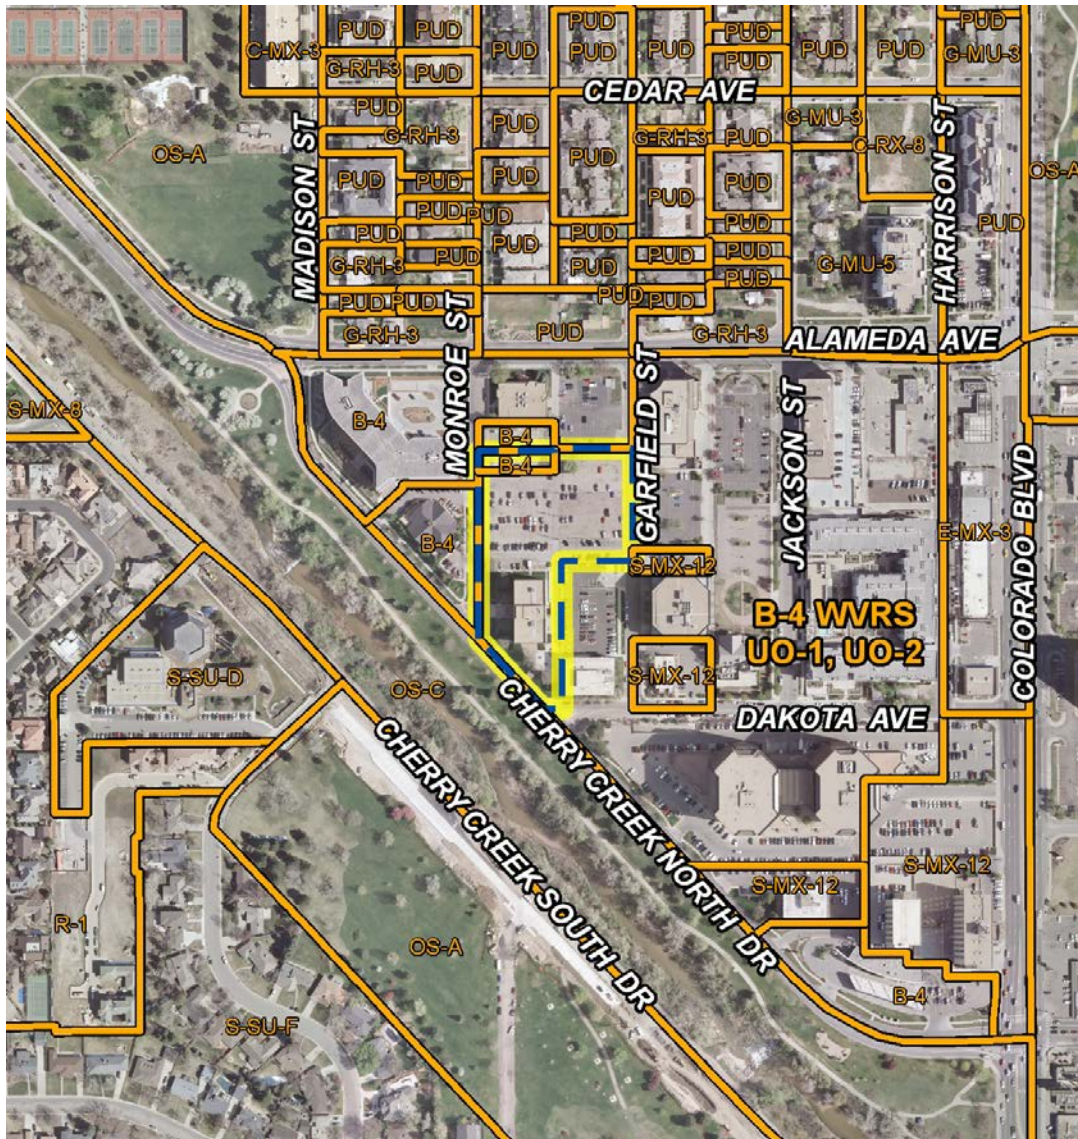 PUD
PUD
PUD
PUD
PUD
C-MX-3
PUD
PUD
PUD
PUD
PUD
G-MU-3
G-RH-3
PUD
PUD
CEDAR AVE
PUD
G-MU-3
HARRISON ST
MADISON ST
G-RH-3
PUD
G-RH-3
PUD
C-RX-8
OS-A
PUD
OS-A
PUD
PUD
PUD
PUD
PUD
PUD
PUD
PUD
PUD
PUD
PUD
PUD
PUD
PUD
G-RH-3
PUD
PUD
PUD
G-MU-5
PUD
PUD
MONROE ST
PUD
PUD
G-RH-3
PUD
G-RH-3
ALAMEDA AVE
S-MX-8
B-4
GARFIELD ST
JACKSON ST
B-4
B-4
COLORADO BLVD
B-4
E-MX-3
S-MX-12
B-4 WVRS
UO-1, UO-2
S-SU-D
OS-C
S-MX-12
DAKOTA AVE
CHERRY CREEK NORTH DR
CHERRY CREEK SOUTH DR
S-MX-12
S-MX-12
R-1
OS-A
B-4
S-SU-F